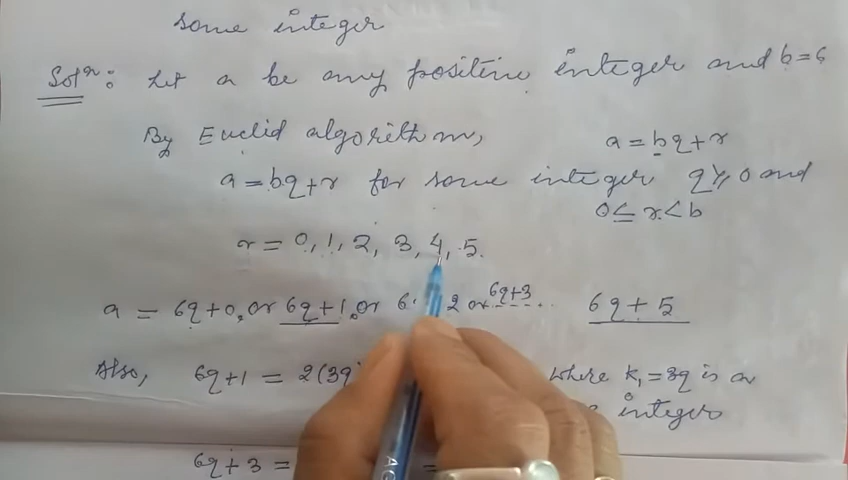 some integer
Solⁿ: Let a be any positive integer and b=6
By Euclid algorithm, a = bq+r
a = bq+r for some integer q ⩾ 0 and
0 ≤ r < b
r = 0, 1, 2, 3, 4, 5.
a = 6q+0, or 6q+1, or 6 2 or 6q+3 ... 6q + 5
Also, 6q+1 = 2(3q) where k₁ = 3q is a
integer
6q+3 = =